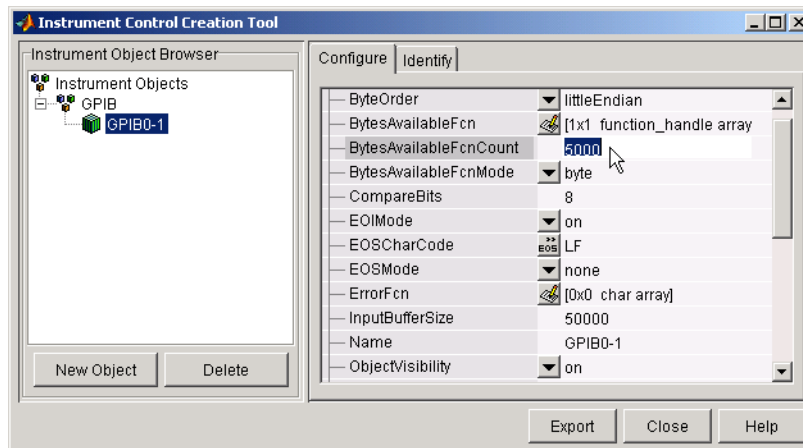 Instrument Control Creation Tool
Instrument Object Browser
Instrument Objects
GPIB
GPIB0-1
New Object
Delete
Configure
Identify
ByteOrder littleEndian
BytesAvailableFcn [1x1 function_handle array
BytesAvailableFcnCount 5000
BytesAvailableFcnMode byte
CompareBits 8
EOIMode on
EOSCharCode EOS LF
EOSMode none
ErrorFcn [0x0 char array]
InputBufferSize 50000
Name GPIB0-1
ObjectVisibility on
Export
Close
Help